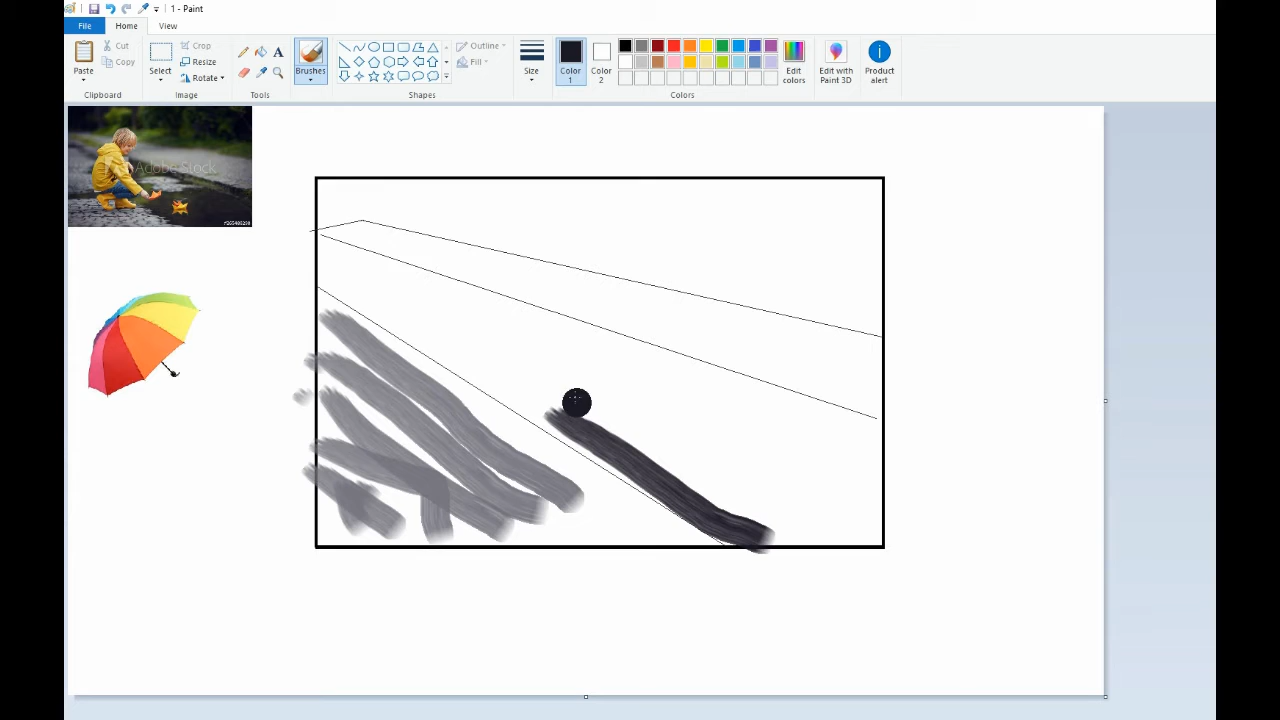 1 - Paint
File
Home
View
Paste
Cut
Copy
Clipboard
Select
Crop
Resize
Rotate
Image
A
Tools
Brushes
Outline
Fill
Shapes
Size
Color
1
Color
2
Edit
colors
Colors
Edit with
Paint 3D
Product
alert
Adobe Stock